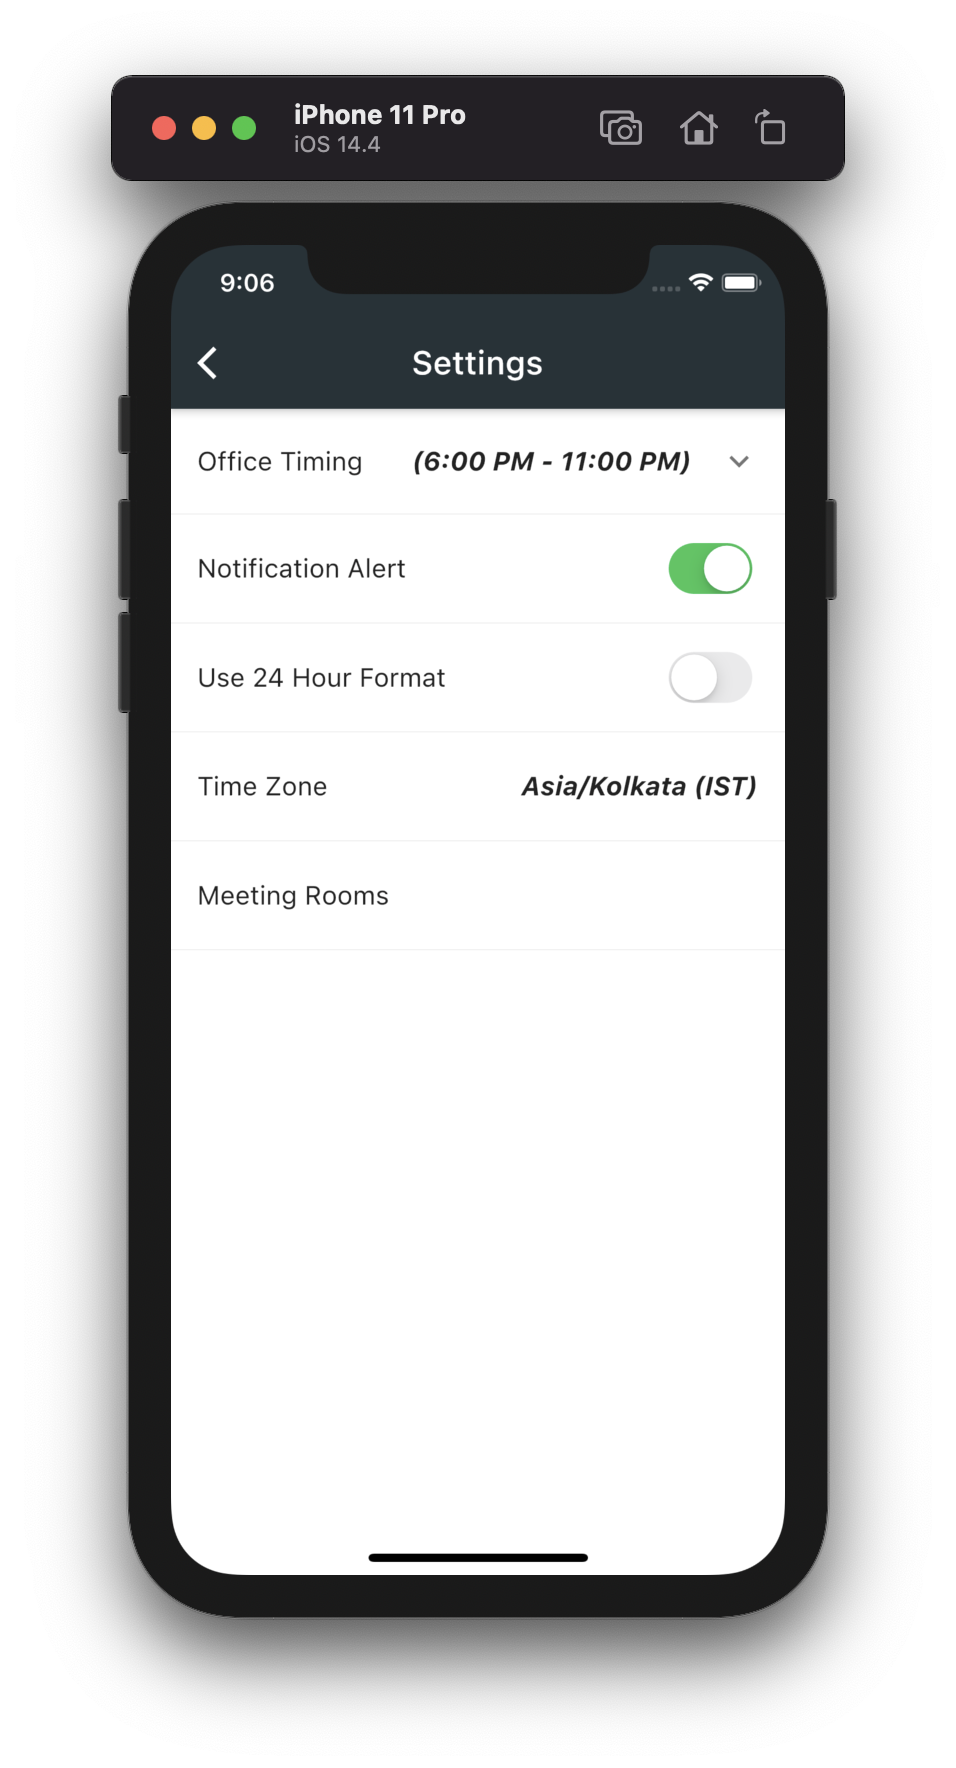 iPhone 11 Pro
iOS 14.4
9:06
Settings
Office Timing (6:00 PM - 11:00 PM)
Notification Alert
Use 24 Hour Format
Time Zone Asia/Kolkata (IST)
Meeting Rooms